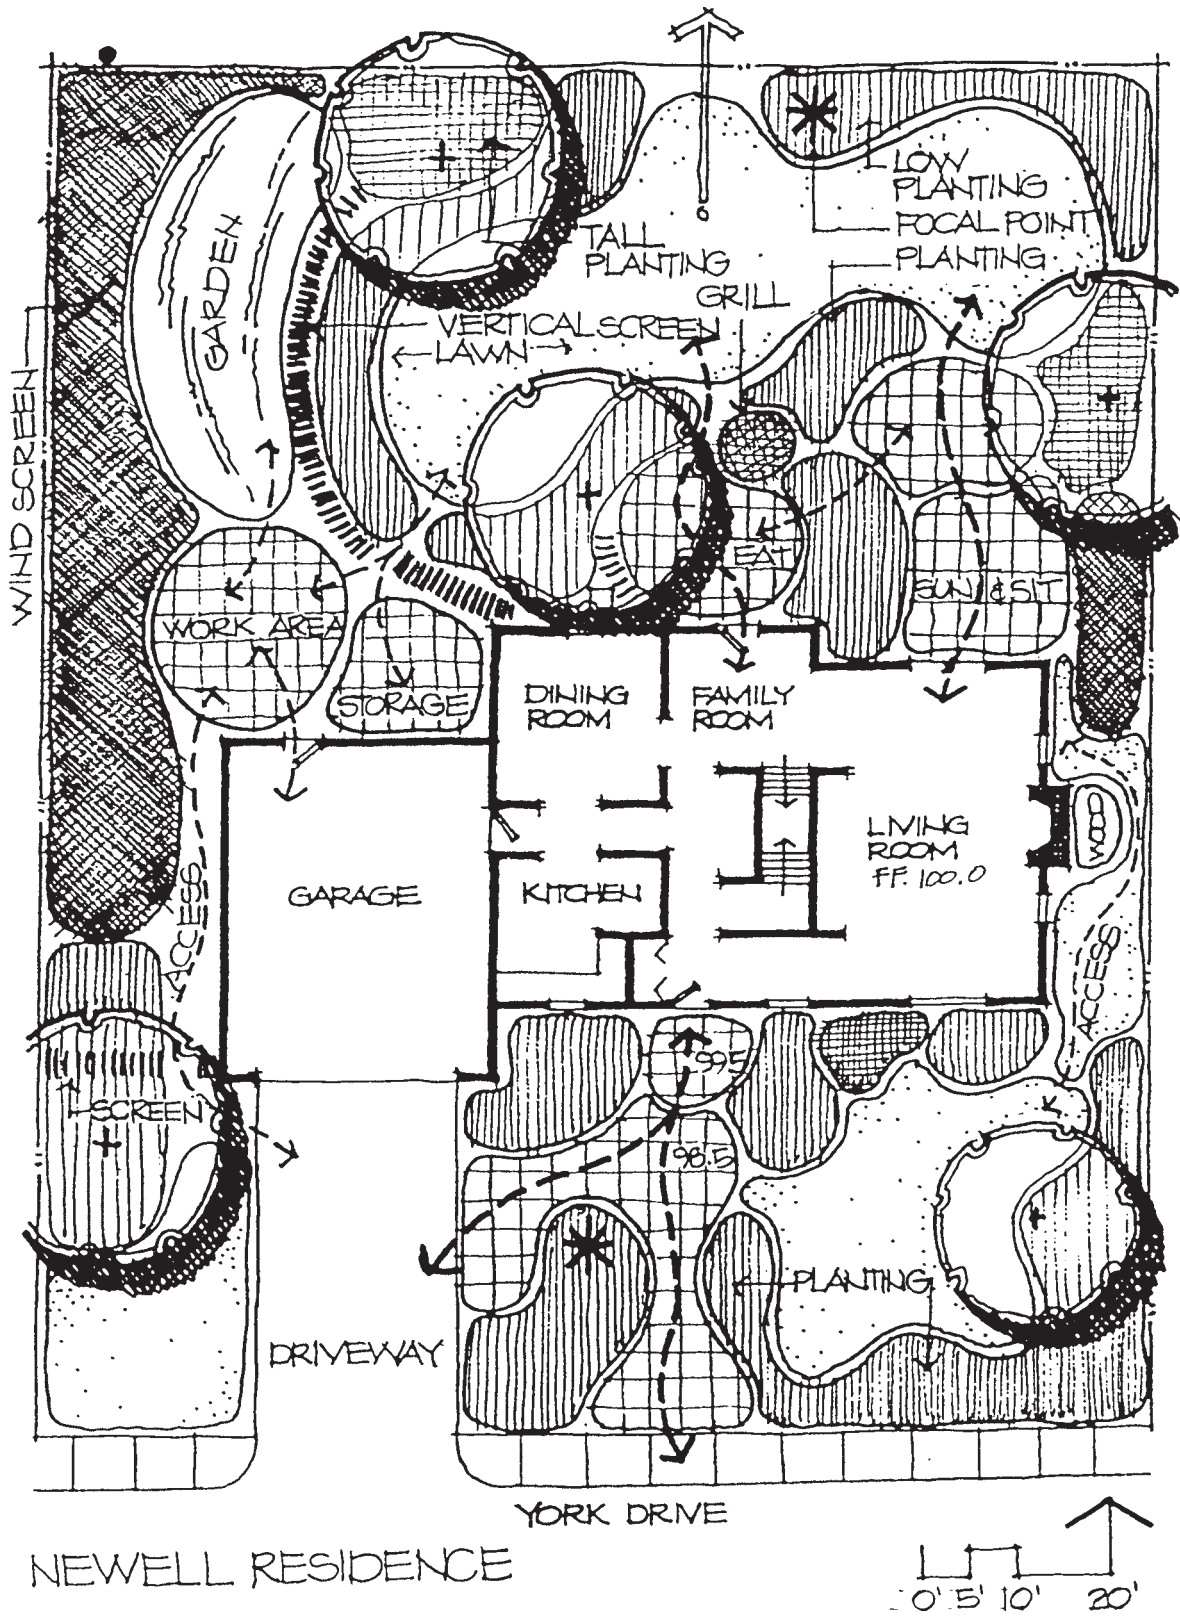 LOW
PLANTING
FOCAL POINT
PLANTING
TALL
PLANTING
GRILL
GARDEN
VERTICAL SCREEN
LAWN
WIND SCREEN
EAT
SUN & SIT
WORK AREA
STORAGE
DINING
ROOM
FAMILY
ROOM
WOOD
LIVING
ROOM
FF. 100.0
GARAGE
KITCHEN
ACCESS
ACCESS
99.5
SCREEN
98.5
PLANTING
DRIVEWAY
YORK DRIVE
NEWELL RESIDENCE
0' 5' 10' 20'